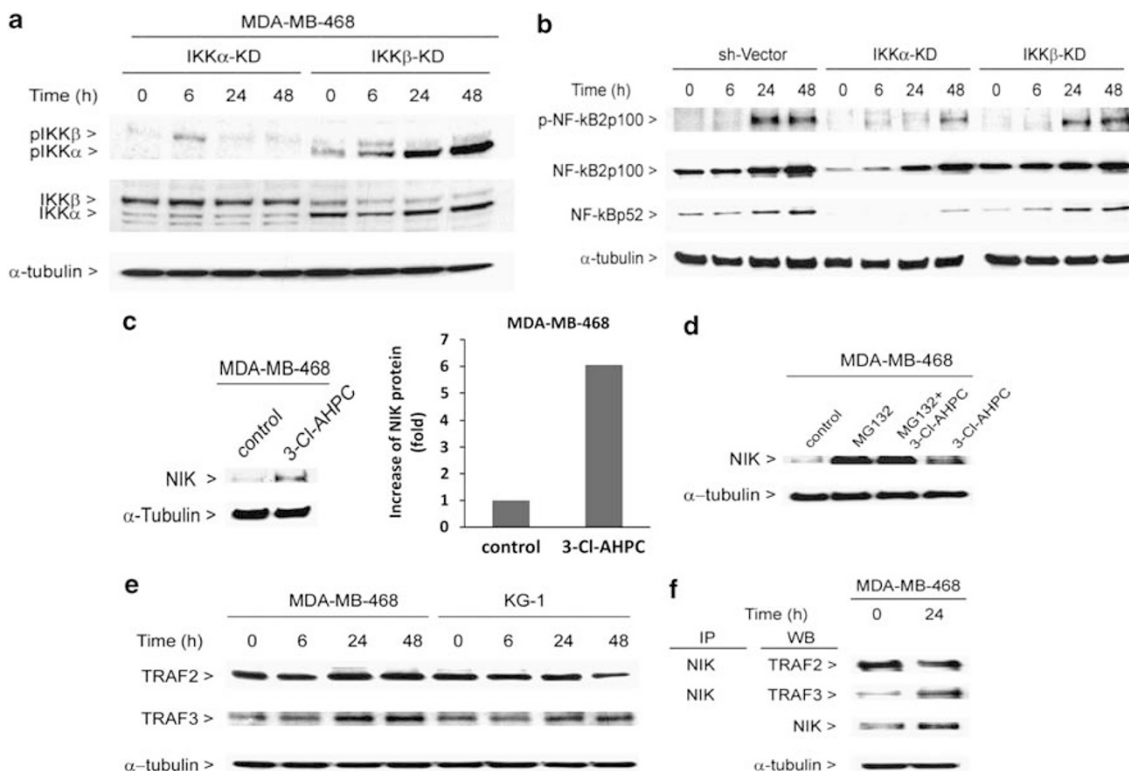 a
MDA-MB-468
IKKα-KD IKKβ-KD
Time (h) 0 6 24 48 0 6 24 48
pIKKβ >
pIKKα >
IKKβ >
IKKα >
α-tubulin >
b
sh-Vector IKKα-KD IKKβ-KD
Time (h) 0 6 24 48 0 6 24 48 0 6 24 48
p-NF-kB2p100 >
NF-kB2p100 >
NF-kBp52 >
α-tubulin >
c
MDA-MB-468
control 3-Cl-AHPC
NIK >
α-Tubulin >
MDA-MB-468
Increase of NIK protein
(fold)
7
6
5
4
3
2
1
0
control 3-Cl-AHPC
d
MDA-MB-468
control MG132 MG132+ 3-Cl-AHPC 3-Cl-AHPC
NIK >
α-tubulin >
e
MDA-MB-468 KG-1
Time (h) 0 6 24 48 0 6 24 48
TRAF2 >
TRAF3 >
α-tubulin >
f
MDA-MB-468
Time (h) 0 24
IP WB
NIK TRAF2 >
NIK TRAF3 >
NIK >
α-tubulin >